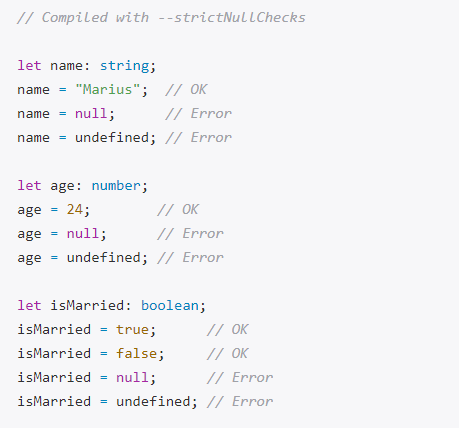 // Compiled with --strictNullChecks
let name: string;
name = "Marius";  // OK
name = null;      // Error
name = undefined; // Error
let age: number;
age = 24;        // OK
age = null;      // Error
age = undefined; // Error
let isMarried: boolean;
isMarried = true;      // OK
isMarried = false;     // OK
isMarried = null;      // Error
isMarried = undefined; // Error